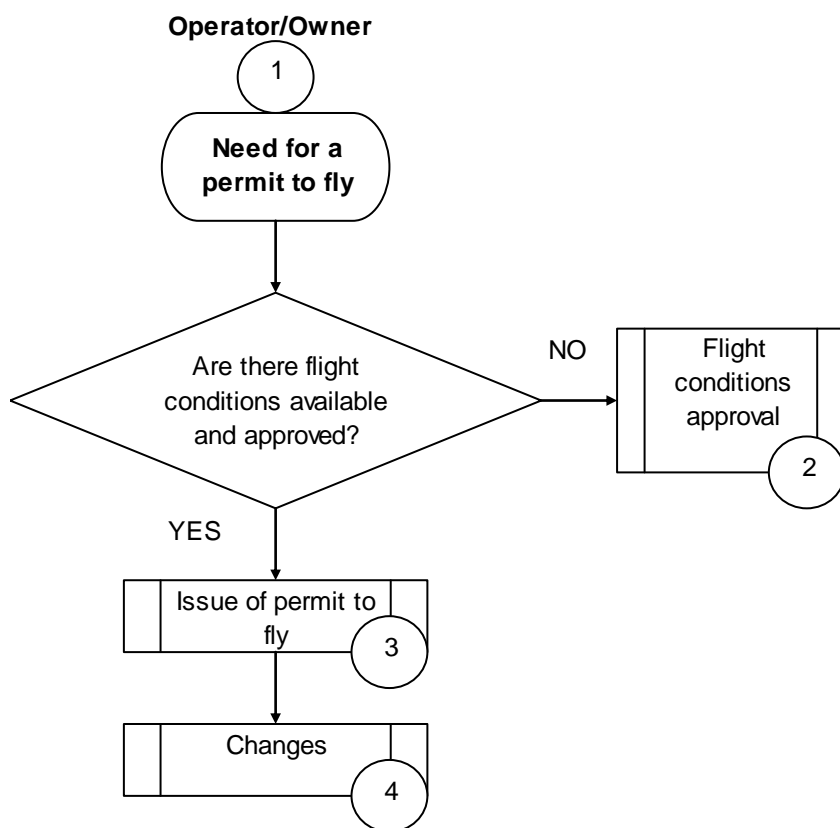 Operator/Owner
1
Need for a
permit to fly
Are there flight
conditions available
and approved?
NO
Flight
conditions
approval
2
YES
Issue of permit to
fly
3
Changes
4